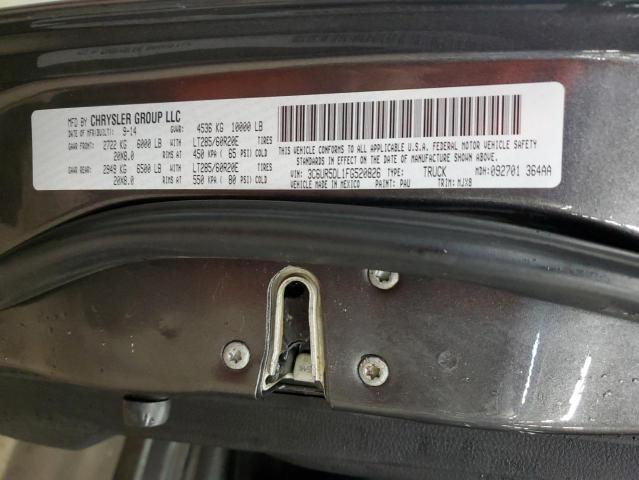 MFD BY CHRYSLER GROUP LLC
DATE OF MFR(BUILT): 9-14 GVWR: 4536 KG 10000 LB
GAWR FRONT: 2722 KG 6000 LB WITH LT285/60R20E TIRES
20X8.0 RIMS AT 450 KPA ( 65 PSI) COLD
GAWR REAR: 2949 KG 6500 LB WITH LT285/60R20E TIRES
20X8.0 RIMS AT 550 KPA ( 80 PSI) COLD
THIS VEHICLE CONFORMS TO ALL APPLICABLE U.S.A. FEDERAL MOTOR VEHICLE SAFETY
STANDARDS IN EFFECT ON THE DATE OF MANUFACTURE SHOWN ABOVE.
VIN: 3C6UR5DL1FG520826 TYPE: TRUCK MDH: 092701 364AA
VEHICLE MADE IN MEXICO PAINT: PAU TRIM: MJX8